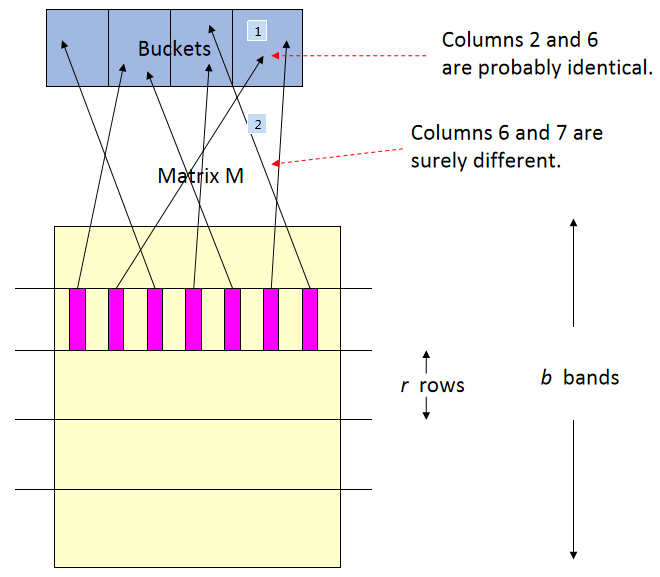 1
Buckets
Columns 2 and 6
are probably identical.
2
Columns 6 and 7 are
surely different.
Matrix M
r rows
b bands